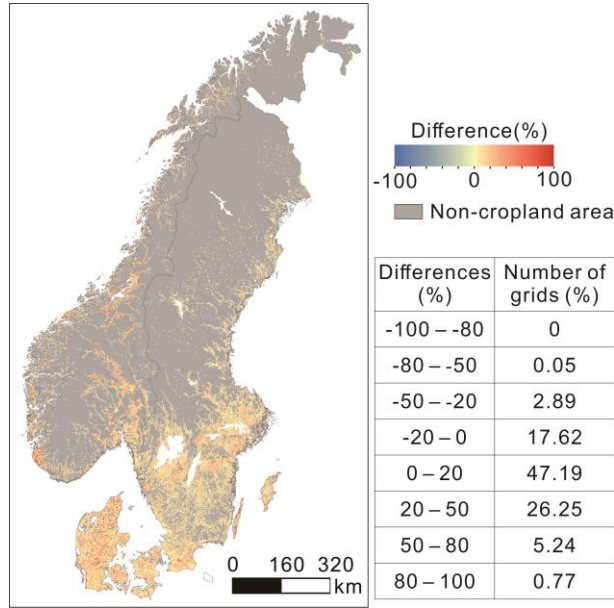 Difference(%)
-100 0 100
Non-cropland area
Differences (%) Number of grids (%)
-100 – -80 0
-80 – -50 0.05
-50 – -20 2.89
-20 – 0 17.62
0 – 20 47.19
20 – 50 26.25
50 – 80 5.24
80 – 100 0.77
0 160 320
km